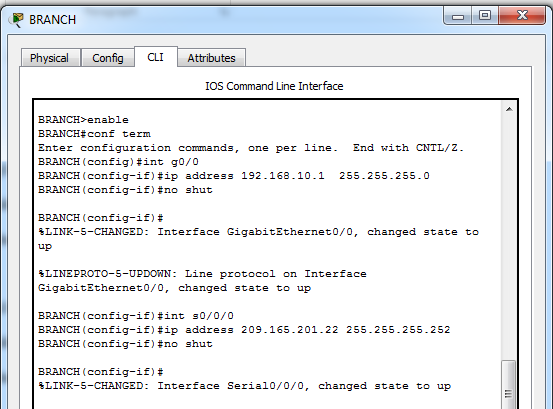 BRANCH
Physical Config CLI Attributes
IOS Command Line Interface
BRANCH>enable
BRANCH#conf term
Enter configuration commands, one per line.  End with CNTL/Z.
BRANCH(config)#int g0/0
BRANCH(config-if)#ip address 192.168.10.1  255.255.255.0
BRANCH(config-if)#no shut
BRANCH(config-if)#
%LINK-5-CHANGED: Interface GigabitEthernet0/0, changed state to
up
%LINEPROTO-5-UPDOWN: Line protocol on Interface
GigabitEthernet0/0, changed state to up
BRANCH(config-if)#int s0/0/0
BRANCH(config-if)#ip address 209.165.201.22 255.255.255.252
BRANCH(config-if)#no shut
BRANCH(config-if)#
%LINK-5-CHANGED: Interface Serial0/0/0, changed state to up